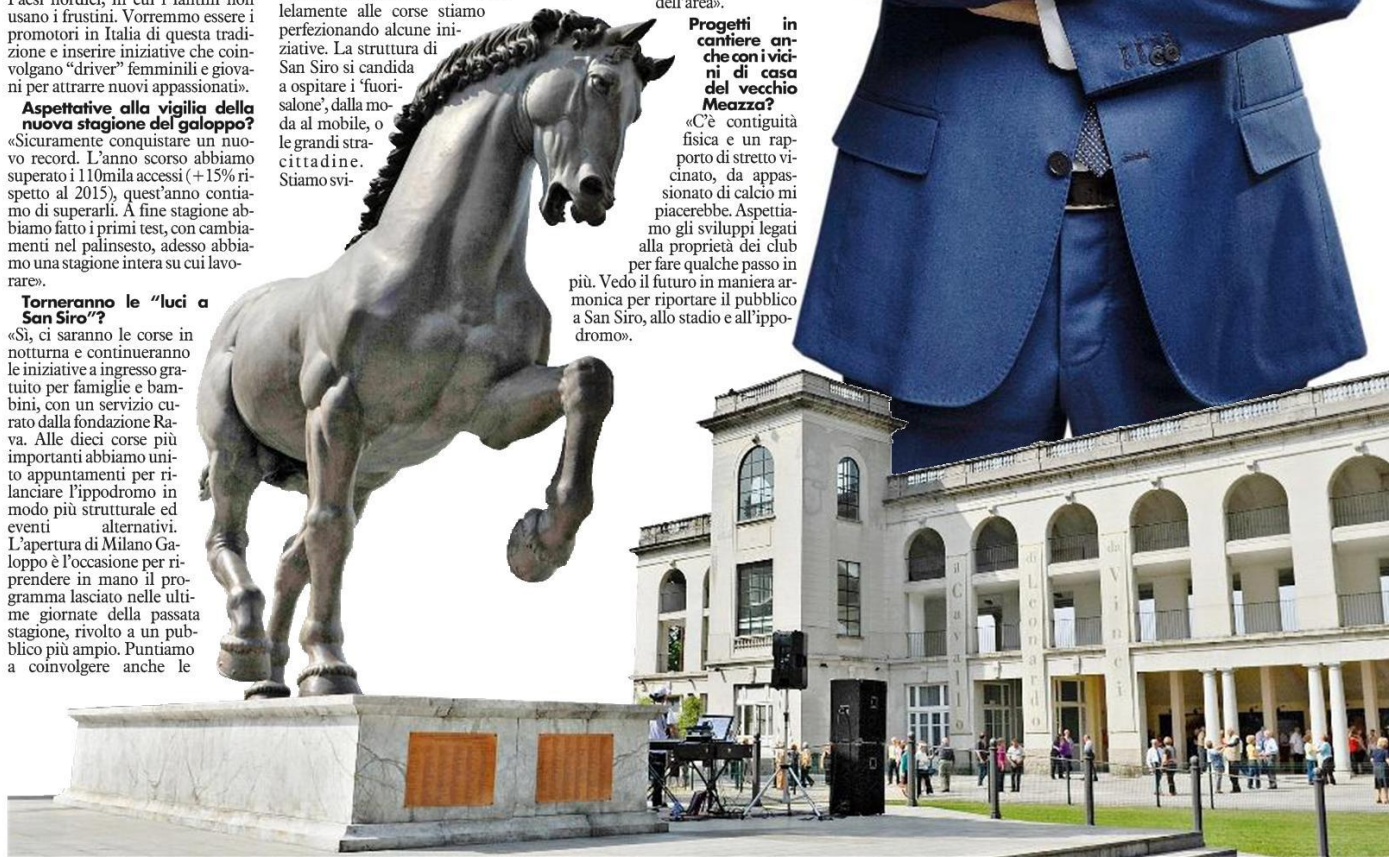 Paesi nordici, in cui i fantini non
usano i frustini. Vorremmo essere i
promotori in Italia di questa tradi-
zione e inserire iniziative che coin-
volgano “driver” femminili e giova-
ni per attrarre nuovi appassionati».
Aspettative alla vigilia della
nuova stagione del galoppo?
«Sicuramente conquistare un nuo-
vo record. L'anno scorso abbiamo
superato i 110mila accessi (+15% ri-
spetto al 2015), quest'anno contia-
mo di superarli. A fine stagione ab-
biamo fatto i primi test, con cambia-
menti nel palinsesto, adesso abbia-
mo una stagione intera su cui lavo-
rare».
Torneranno le “luci a
San Siro”?
«Sì, ci saranno le corse in
notturna e continueranno
le iniziative a ingresso gra-
tuito per famiglie e bam-
bini, con un servizio cu-
rato dalla fondazione Ra-
va. Alle dieci corse più
importanti abbiamo uni-
to appuntamenti per ri-
lanciare l'ippodromo in
modo più strutturale ed
eventi alternativi.
L'apertura di Milano Ga-
loppo è l'occasione per ri-
prendere in mano il pro-
gramma lasciato nelle ulti-
me giornate della passata
stagione, rivolto a un pub-
blico più ampio. Puntiamo
a coinvolgere anche le
lelamente alle corse stiamo
perfezionando alcune ini-
ziative. La struttura di
San Siro si candida
a ospitare i 'fuori-
salone', dalla mo-
da al mobile, o
le grandi stra-
cittadine.
Stiamo svi-
dell'area».
Progetti in
cantiere an-
che con i vici-
ni di casa
del vecchio
Meazza?
«C'è contiguità
fisica e un rap-
porto di stretto vi-
cinato, da appas-
sionato di calcio mi
piacerebbe. Aspettia-
mo gli sviluppi legati
alla proprietà dei club
per fare qualche passo in
più. Vedo il futuro in maniera ar-
monica per riportare il pubblico
a San Siro, allo stadio e all'ippo-
dromo».
il Cavallo
di Leonardo
da Vinci